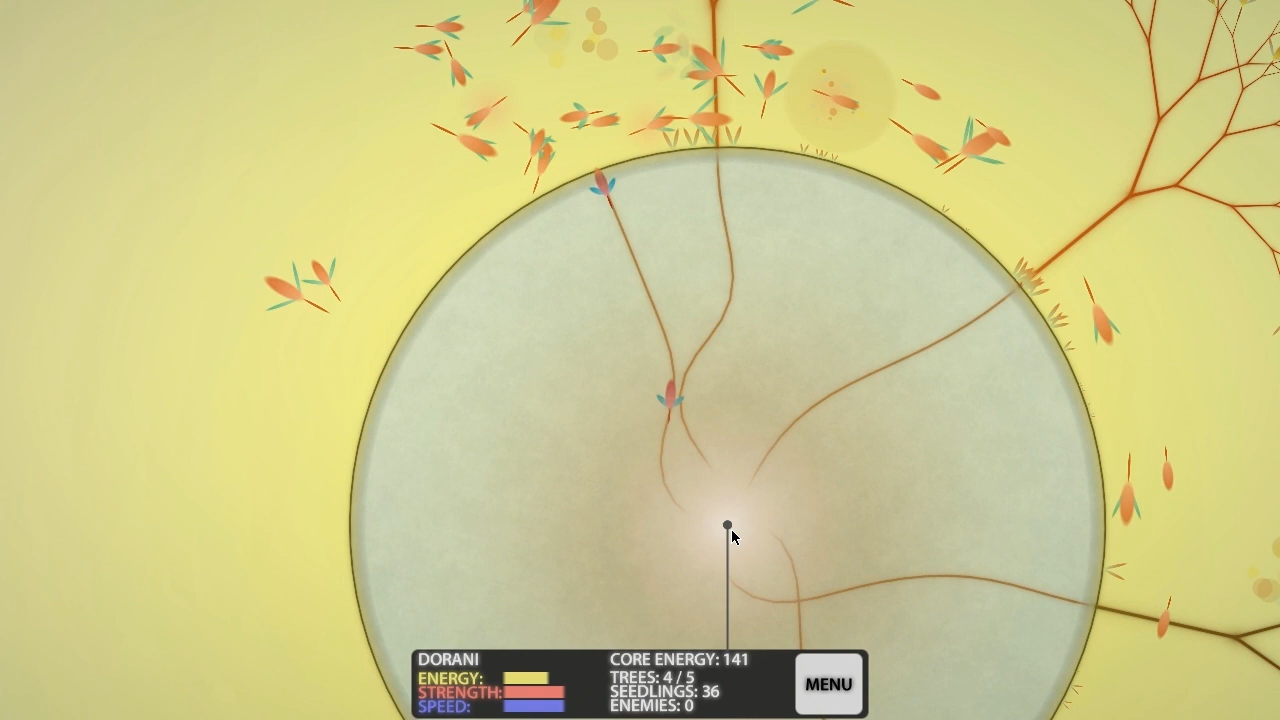 DORANI
ENERGY:
STRENGTH:
SPEED:
CORE ENERGY: 141
TREES: 4 / 5
SEEDLINGS: 36
ENEMIES: 0
MENU